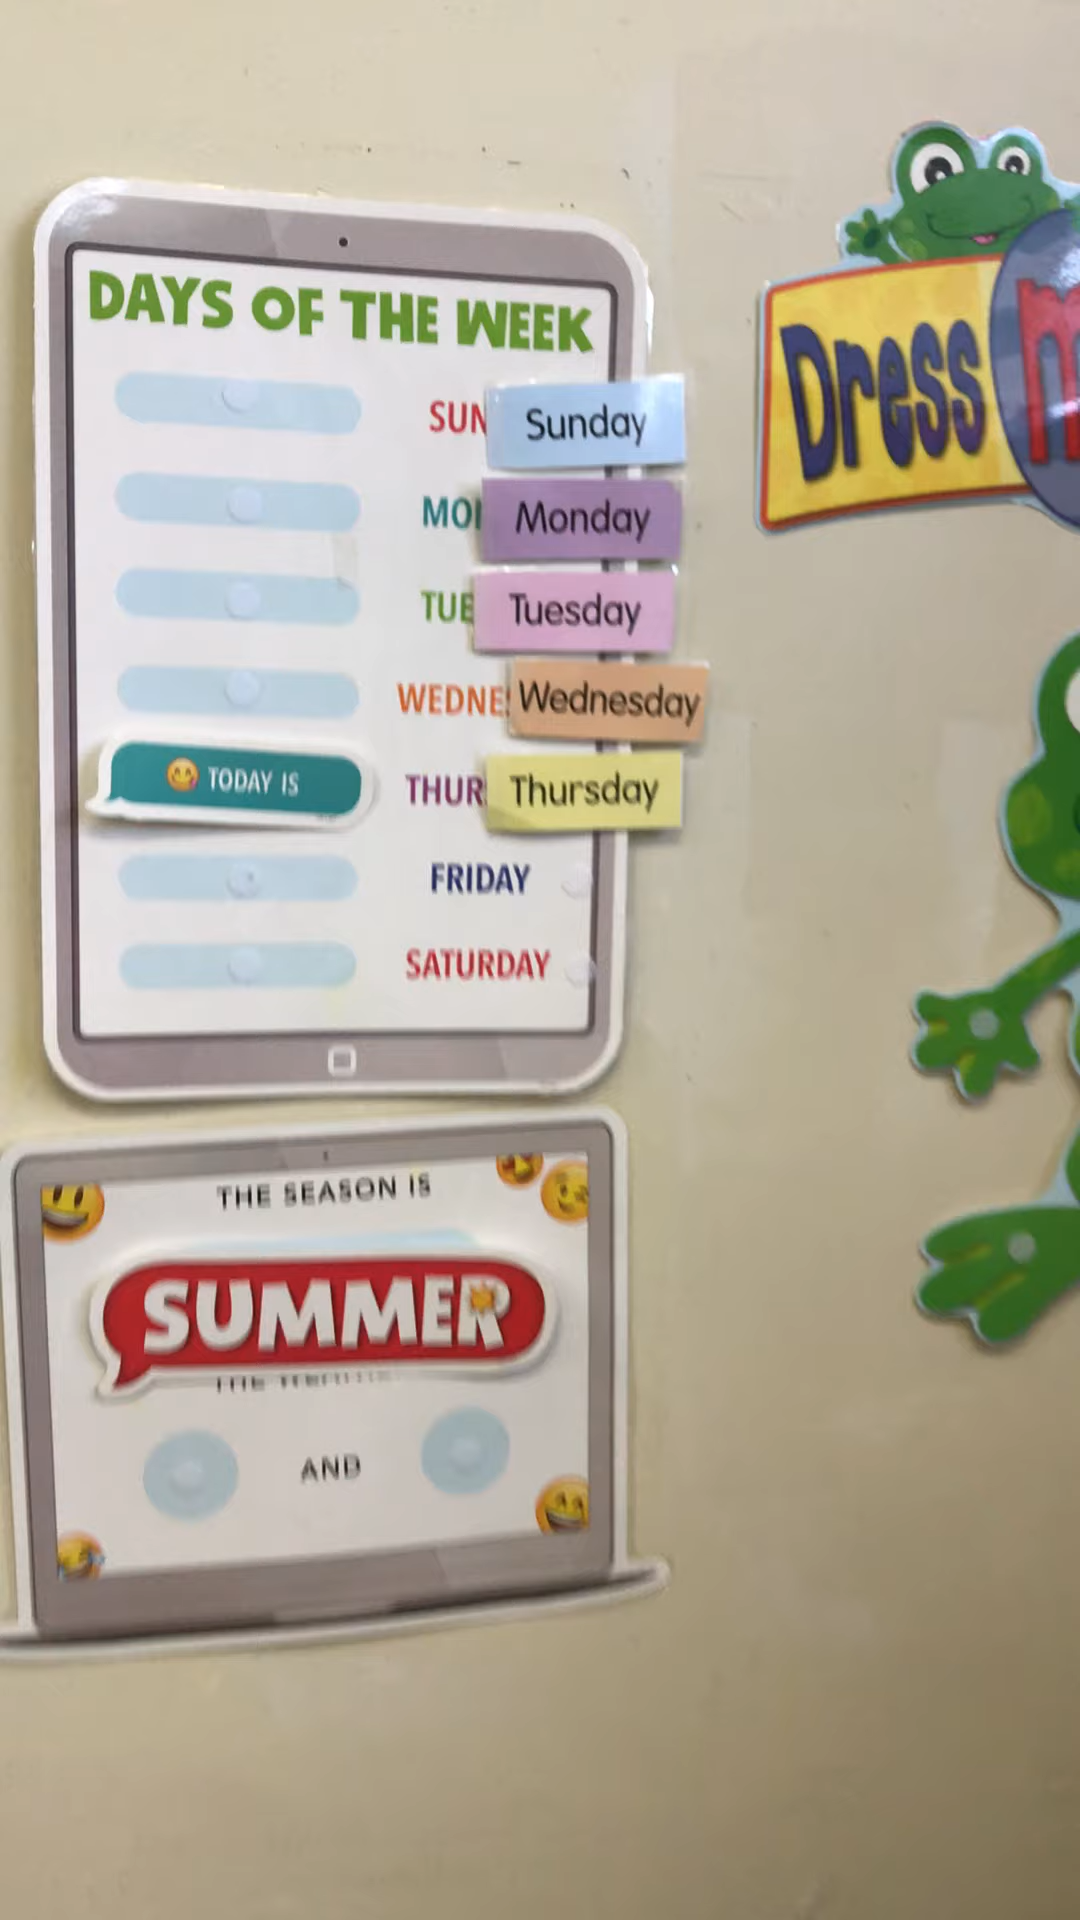 DAYS OF THE WEEK
SUN Sunday
MO Monday
TUE Tuesday
WEDNES Wednesday
TODAY IS THUR Thursday
FRIDAY
SATURDAY
THE SEASON IS
SUMMER
AND
Dress m